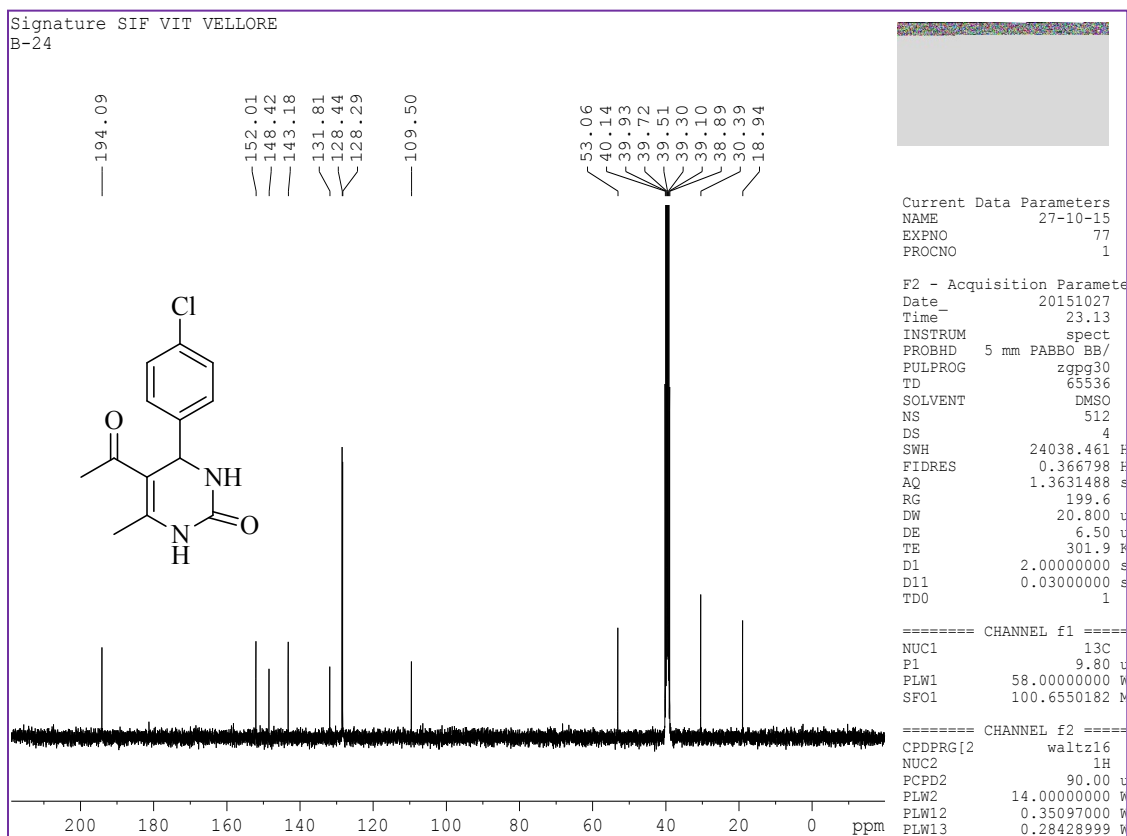 Signature SIF VIT VELLORE
B-24
194.09
152.01
148.42
143.18
131.81
128.44
128.29
109.50
53.06
40.14
39.93
39.72
39.51
39.30
39.10
38.89
30.39
18.94
Cl
O
NH
N
H
O
200 180 160 140 120 100 80 60 40 20 0 ppm
Current Data Parameters
NAME 27-10-15
EXPNO 77
PROCNO 1
F2 - Acquisition Paramete
Date_ 20151027
Time 23.13
INSTRUM spect
PROBHD 5 mm PABBO BB/
PULPROG zgpg30
TD 65536
SOLVENT DMSO
NS 512
DS 4
SWH 24038.461 H
FIDRES 0.366798 H
AQ 1.3631488 s
RG 199.6
DW 20.800 u
DE 6.50 u
TE 301.9 K
D1 2.00000000 s
D11 0.03000000 s
TD0 1
======== CHANNEL f1 =====
NUC1 13C
P1 9.80 u
PLW1 58.00000000 W
SFO1 100.6550182 M
======== CHANNEL f2 =====
CPDPRG[2 waltz16
NUC2 1H
PCPD2 90.00 u
PLW2 14.00000000 W
PLW12 0.35097000 W
PLW13 0.28428999 W